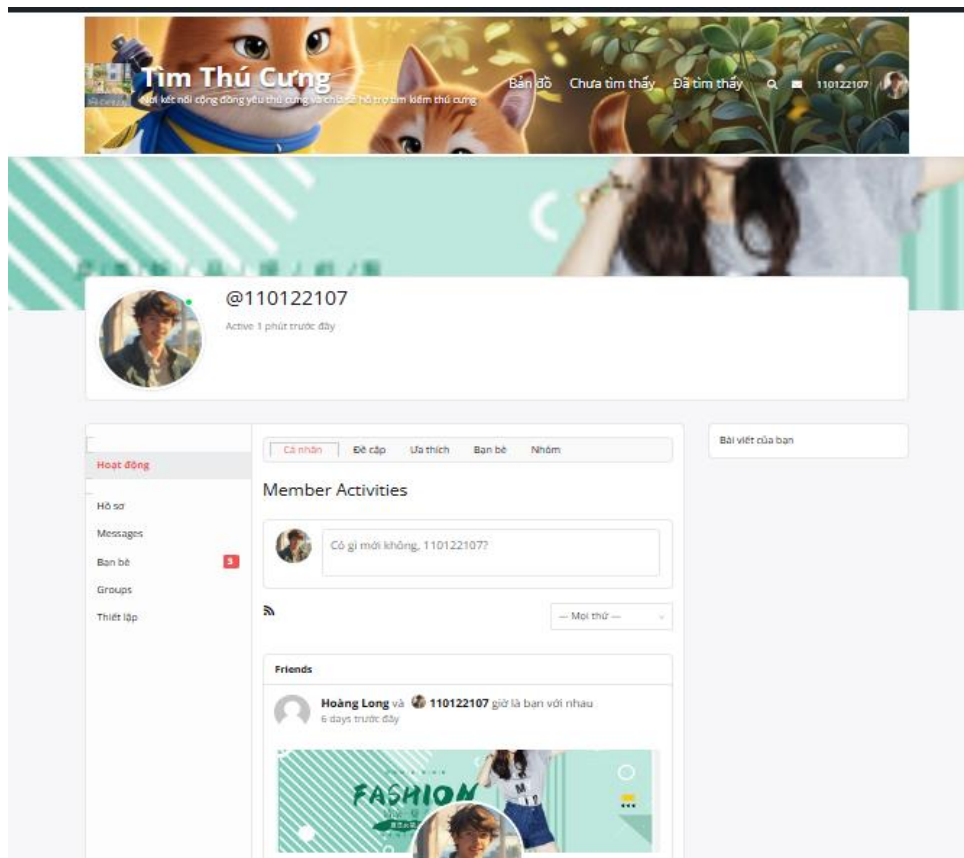 Tìm Thú Cưng
Nơi kết nối cộng đồng yêu thú cưng và chia sẻ hỗ trợ tìm kiếm thú cưng
Bản đồ Chưa tìm thấy Đã tìm thấy 110122107
@110122107
Active 1 phút trước đây
Hoạt động
Hồ sơ
Messages
Bạn bè 3
Groups
Thiết lập
Cá nhân Đề cập Ưa thích Bạn bè Nhóm
Member Activities
Có gì mới không, 110122107?
— Mọi thứ —
Friends
Hoàng Long và 110122107 giờ là bạn với nhau
6 days trước đây
FASHION
Bài viết của bạn